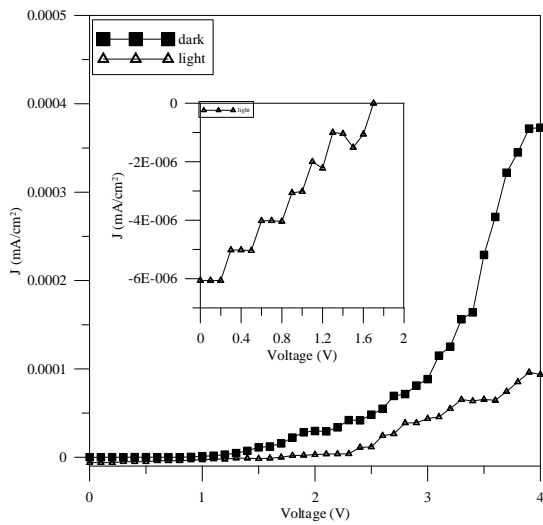 0.0005
dark
light
0.0004
0
light
-2E-006
J (mA/cm²)
-4E-006
-6E-006
0 0.4 0.8 1.2 1.6 2
Voltage (V)
0.0003
J (mA/cm²)
0.0002
0.0001
0
0 1 2 3 4
Voltage (V)